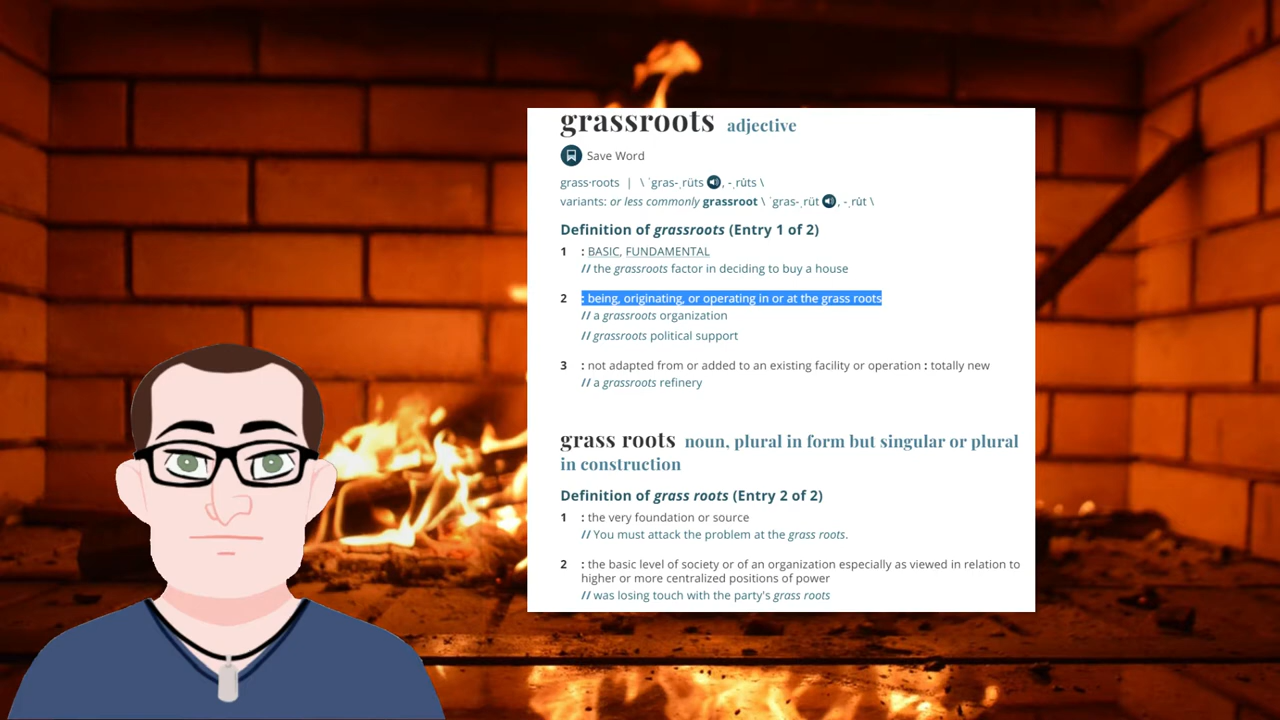 grassroots adjective
Save Word
grass·roots | \ ˈgras-ˌrüts , -ˌru̇ts \
variants: or less commonly grassroot \ ˈgras-ˌrüt , -ˌru̇t \
Definition of grassroots (Entry 1 of 2)
1 : BASIC, FUNDAMENTAL
// the grassroots factor in deciding to buy a house
2 : being, originating, or operating in or at the grass roots
// a grassroots organization
// grassroots political support
3 : not adapted from or added to an existing facility or operation : totally new
// a grassroots refinery
grass roots noun, plural in form but singular or plural
in construction
Definition of grass roots (Entry 2 of 2)
1 : the very foundation or source
// You must attack the problem at the grass roots.
2 : the basic level of society or of an organization especially as viewed in relation to
higher or more centralized positions of power
// was losing touch with the party's grass roots